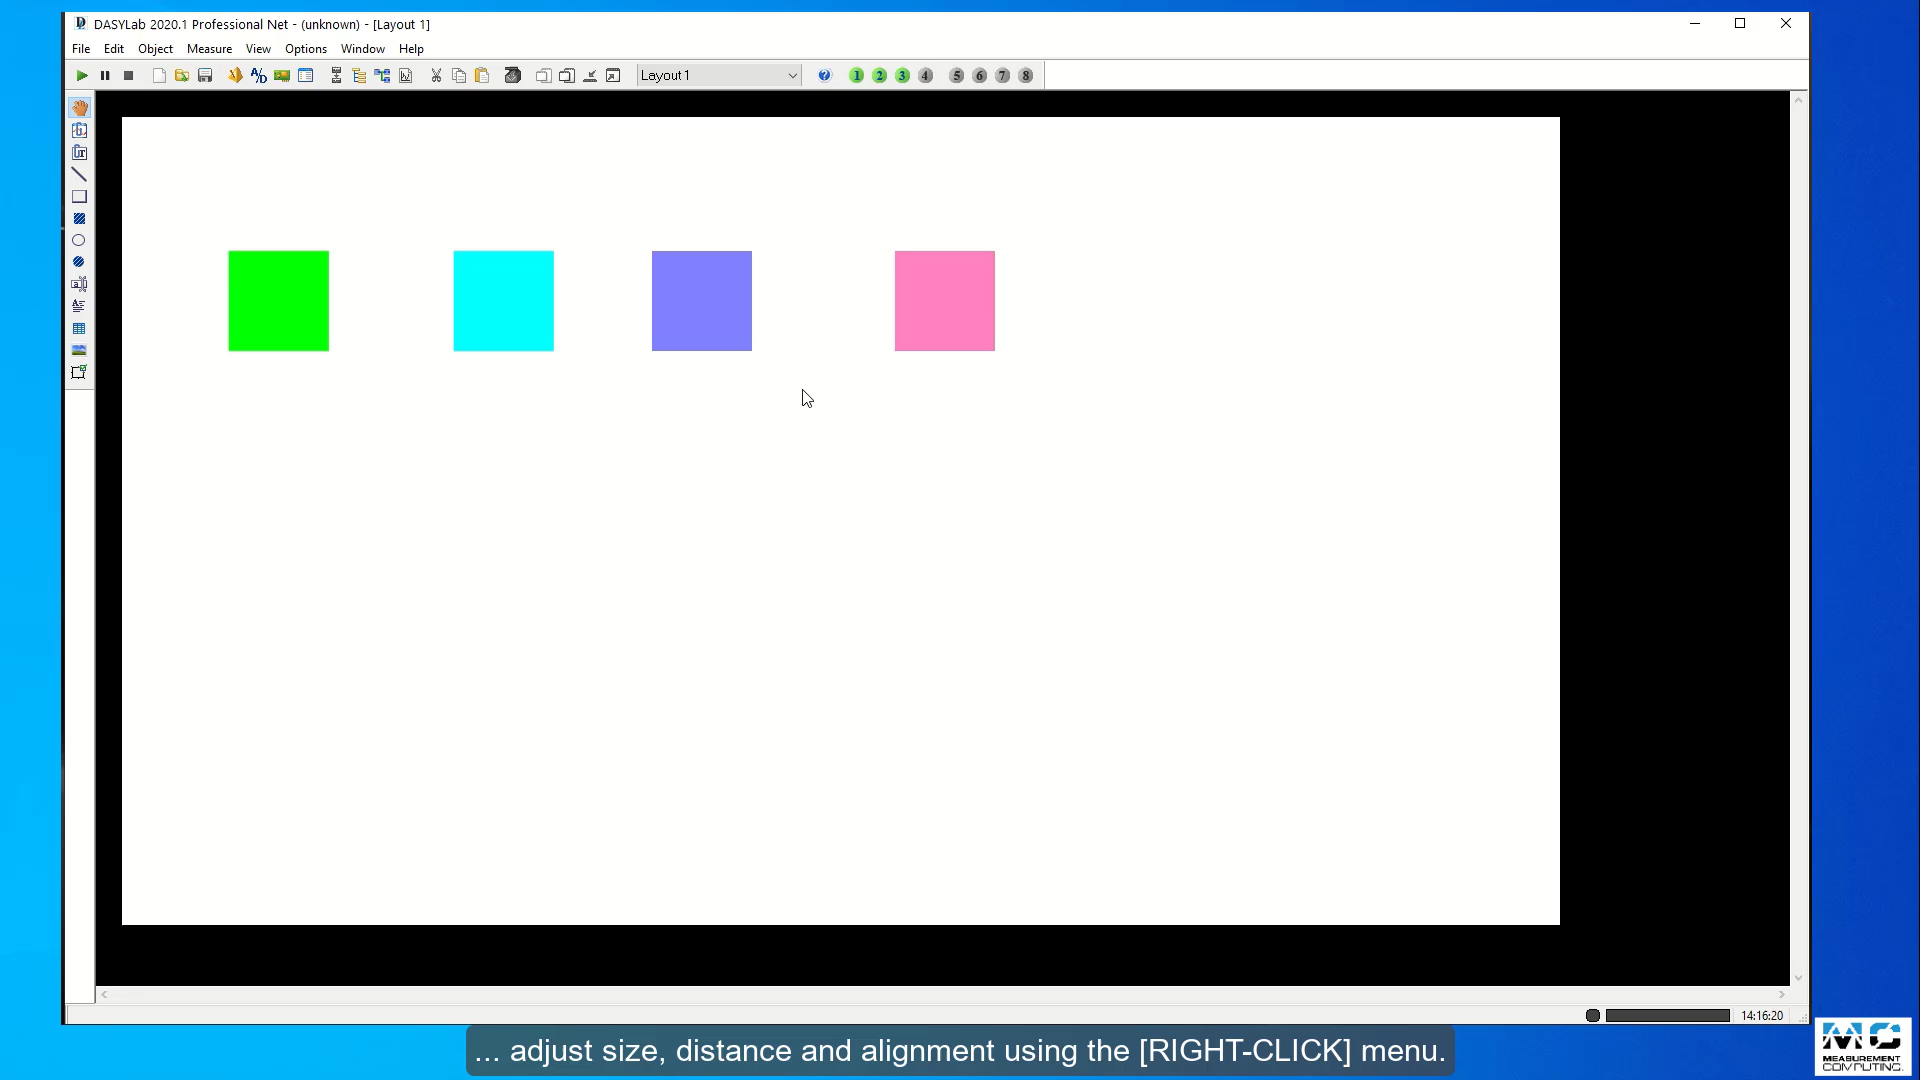 DASYLab 2020.1 Professional Net - (unknown) - [Layout 1]
File Edit Object Measure View Options Window Help
A/D
Layout 1
? 1 2 3 4 5 6 7 8
14:16:20
... adjust size, distance and alignment using the [RIGHT-CLICK] menu.
MC
MEASUREMENT
COMPUTING.